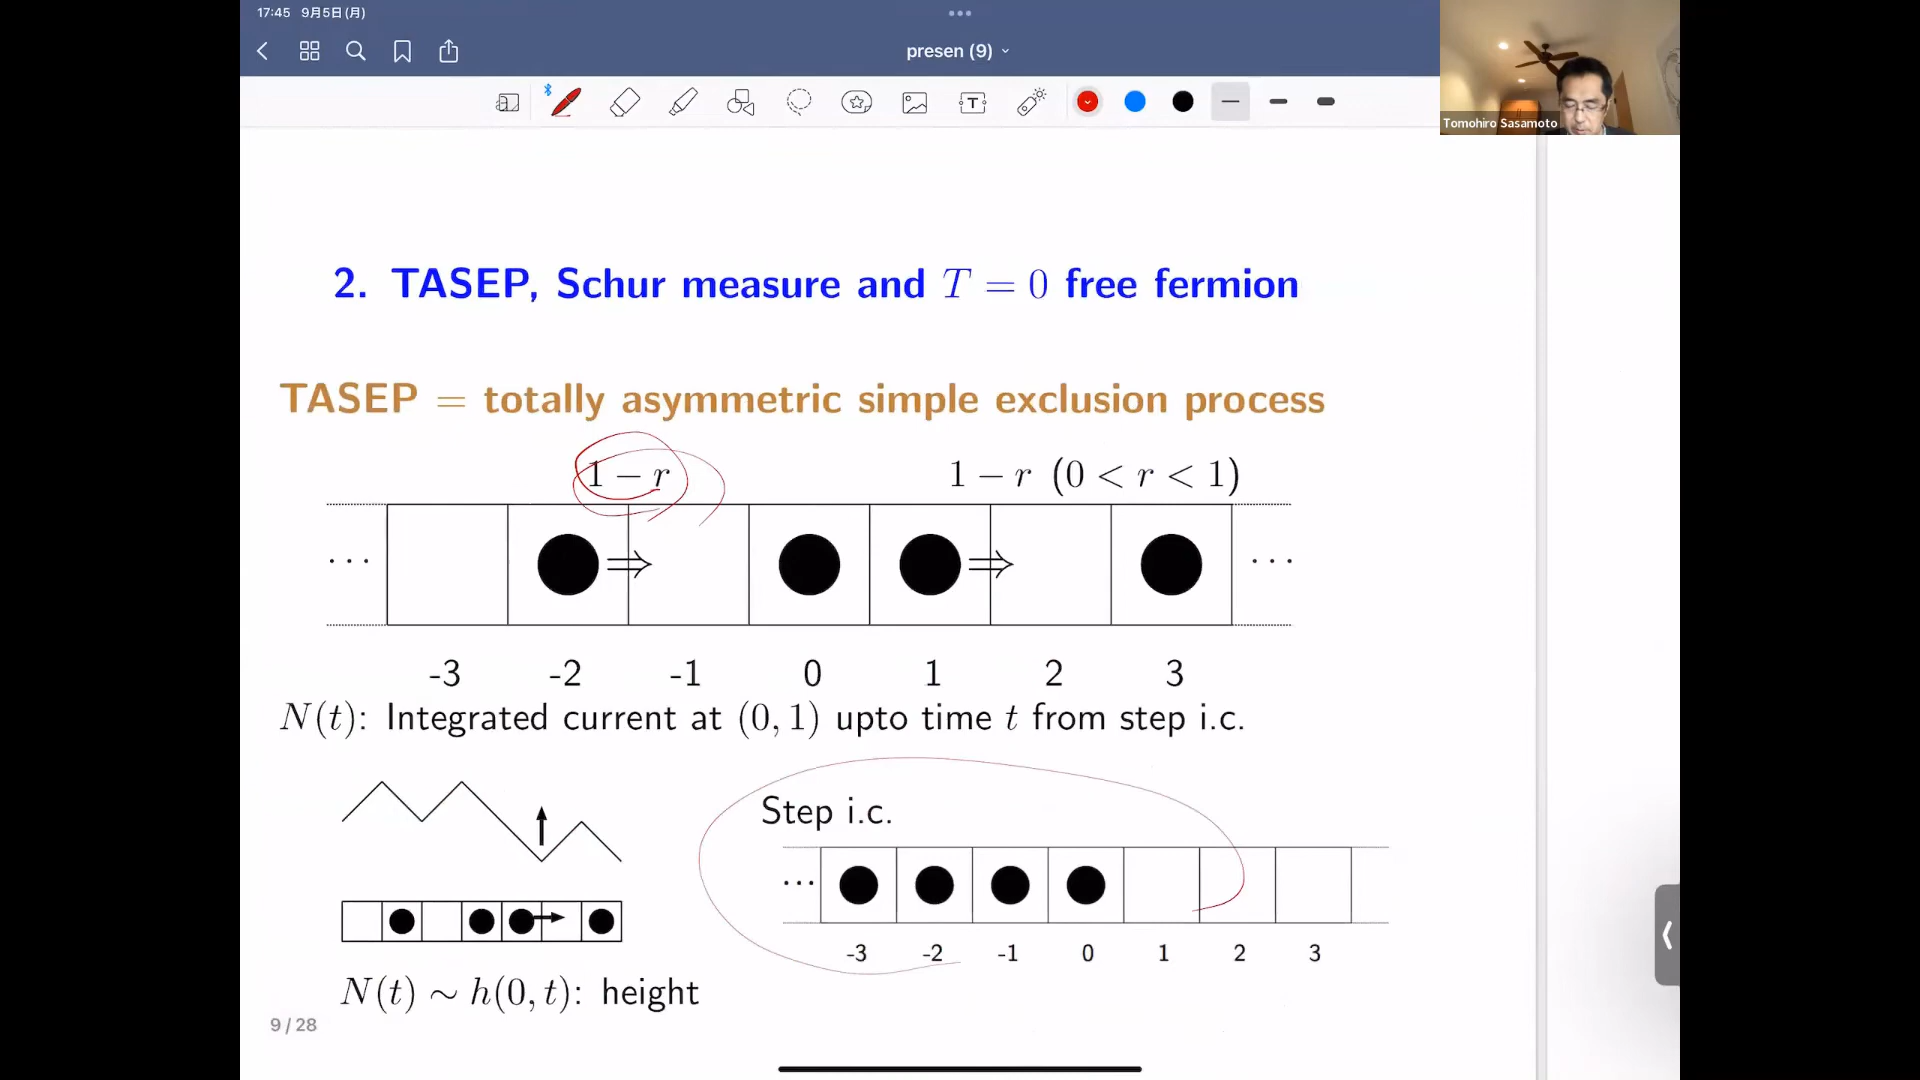 17:45 9月5日(月)
presen (9)
Tomohiro Sasamoto
2. TASEP, Schur measure and T = 0 free fermion
TASEP = totally asymmetric simple exclusion process
1 − r 1 − r (0 < r < 1)
··· ⇒ ⇒ ···
-3 -2 -1 0 1 2 3
N(t): Integrated current at (0, 1) upto time t from step i.c.
Step i.c.
···
-3 -2 -1 0 1 2 3
N(t) ∼ h(0, t): height
9 / 28